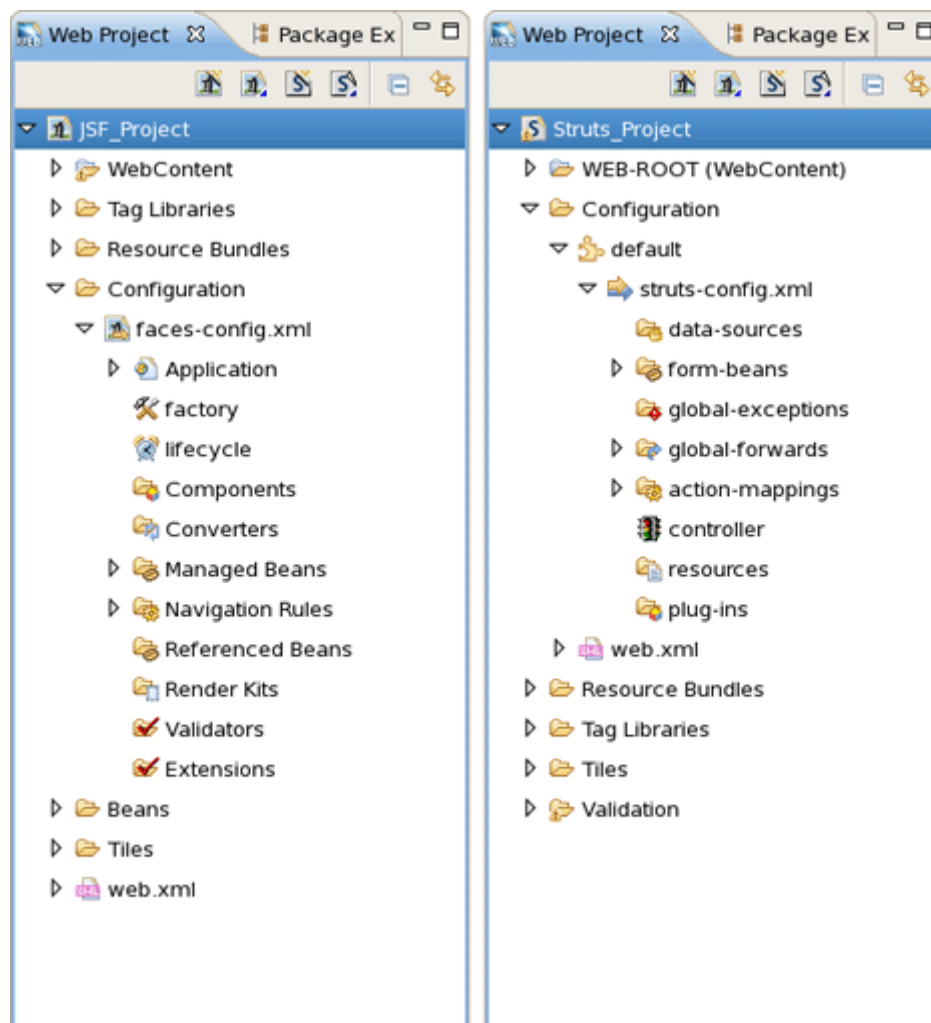 Web Project
Package Ex
JSF_Project
WebContent
Tag Libraries
Resource Bundles
Configuration
faces-config.xml
Application
factory
lifecycle
Components
Converters
Managed Beans
Navigation Rules
Referenced Beans
Render Kits
Validators
Extensions
Beans
Tiles
web.xml
Web Project
Package Ex
Struts_Project
WEB-ROOT (WebContent)
Configuration
default
struts-config.xml
data-sources
form-beans
global-exceptions
global-forwards
action-mappings
controller
resources
plug-ins
web.xml
Resource Bundles
Tag Libraries
Tiles
Validation